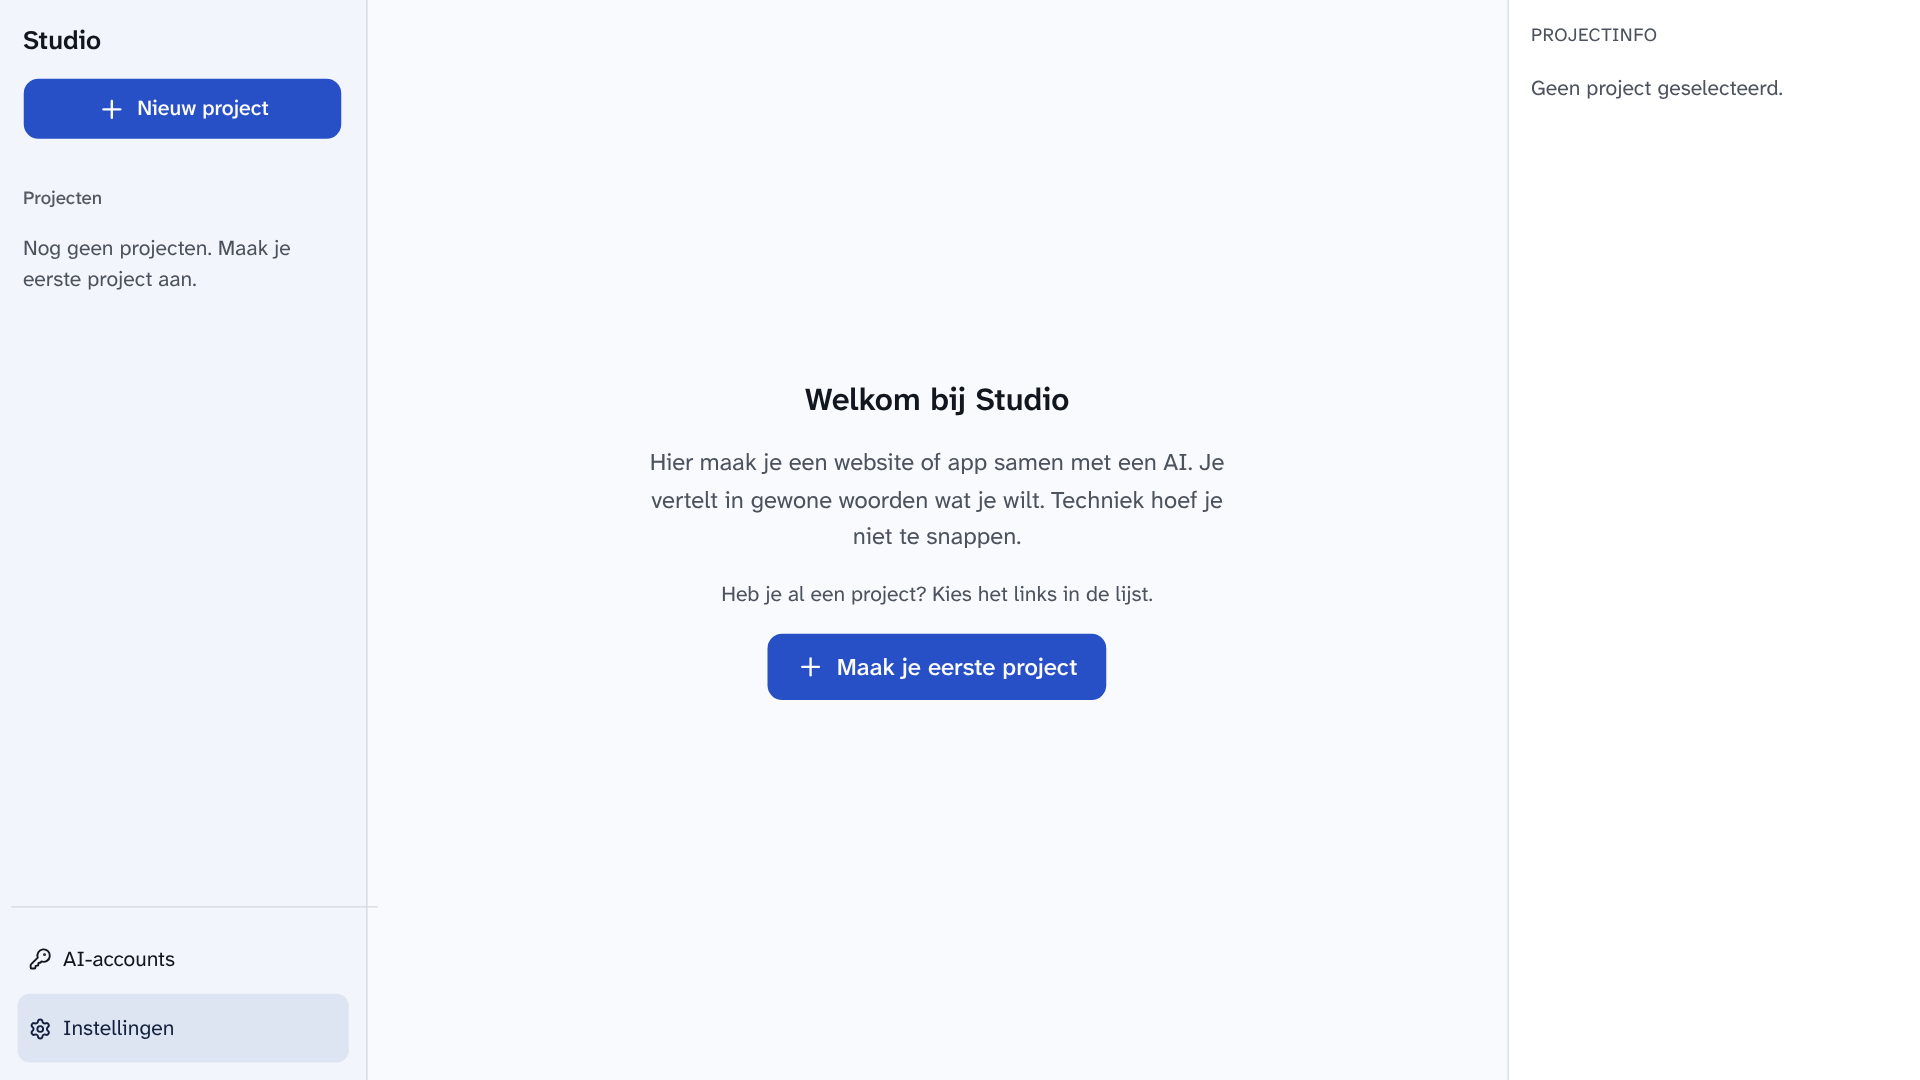 Studio
Nieuw project
Projecten
Nog geen projecten. Maak je
eerste project aan.
AI-accounts
Instellingen
Welkom bij Studio
Hier maak je een website of app samen met een AI. Je
vertelt in gewone woorden wat je wilt. Techniek hoef je
niet te snappen.
Heb je al een project? Kies het links in de lijst.
Maak je eerste project
PROJECTINFO
Geen project geselecteerd.